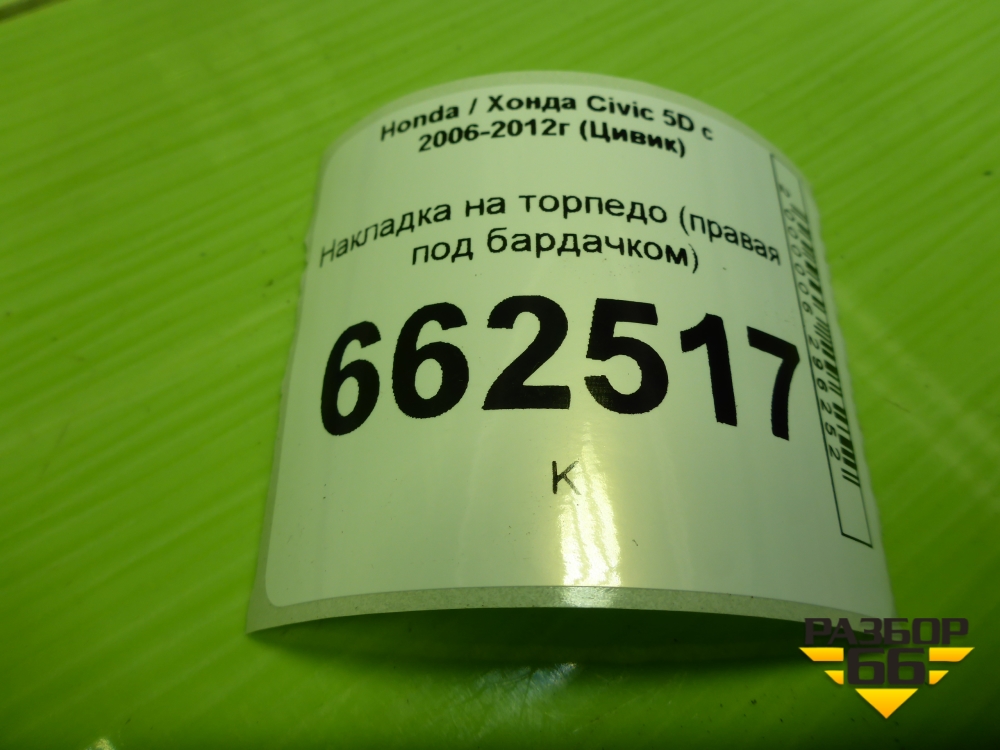 Honda / Хонда Civic 5D с
2006-2012г (Цивик)
Накладка на торпедо (правая
под бардачком)
662517
К
РАЗБОР
66